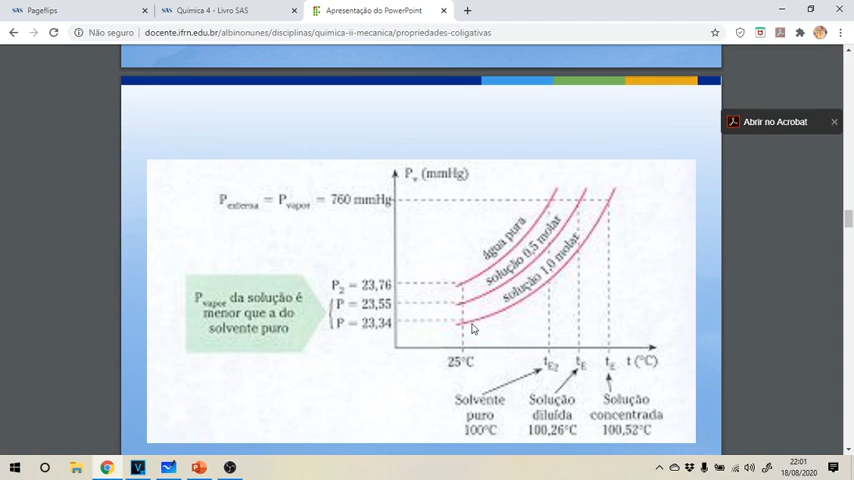 Pageflips
Química 4 - Livro SAS
Apresentação do PowerPoint
Não seguro
docente.ifrn.edu.br/albinonunes/disciplinas/quimica-ii-mecanica/propriedades-coligativas
Abrir no Acrobat
Pv (mmHg)
Pexterna = Pvapor = 760 mmHg
água pura
solução 0,5 molar
solução 1,0 molar
Pvapor da solução é
menor que a do
solvente puro
P2 = 23,76
P = 23,55
P = 23,34
25°C
tE2
tE
tE
t (°C)
Solvente
puro
100°C
Solução
diluída
100,26°C
Solução
concentrada
100,52°C
22:01
18/08/2020